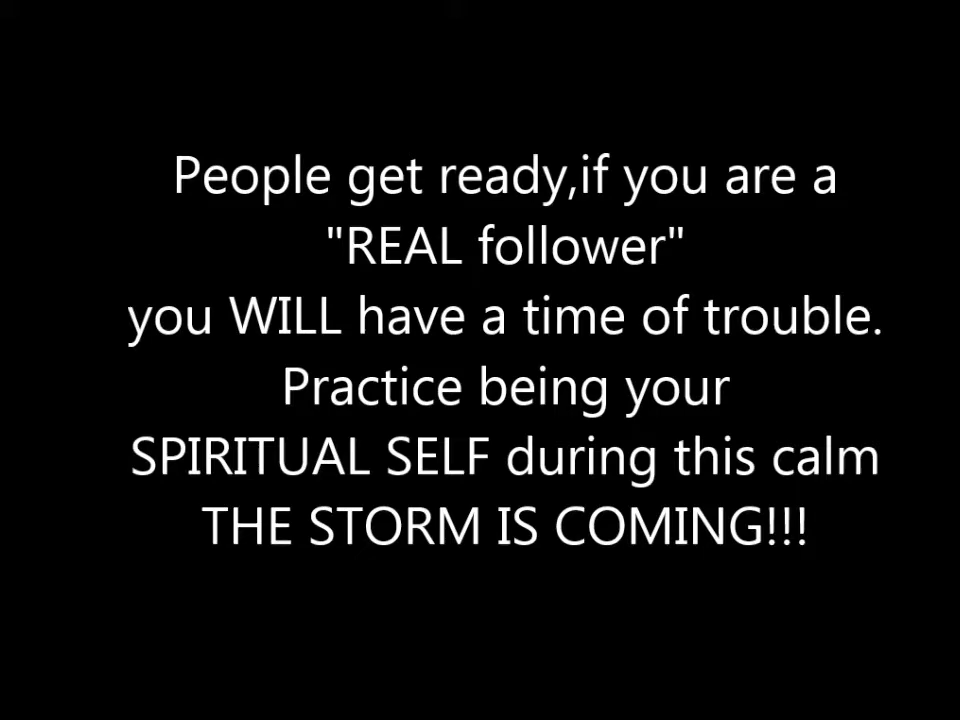 People get ready,if you are a
"REAL follower"
you WILL have a time of trouble.
Practice being your
SPIRITUAL SELF during this calm
THE STORM IS COMING!!!